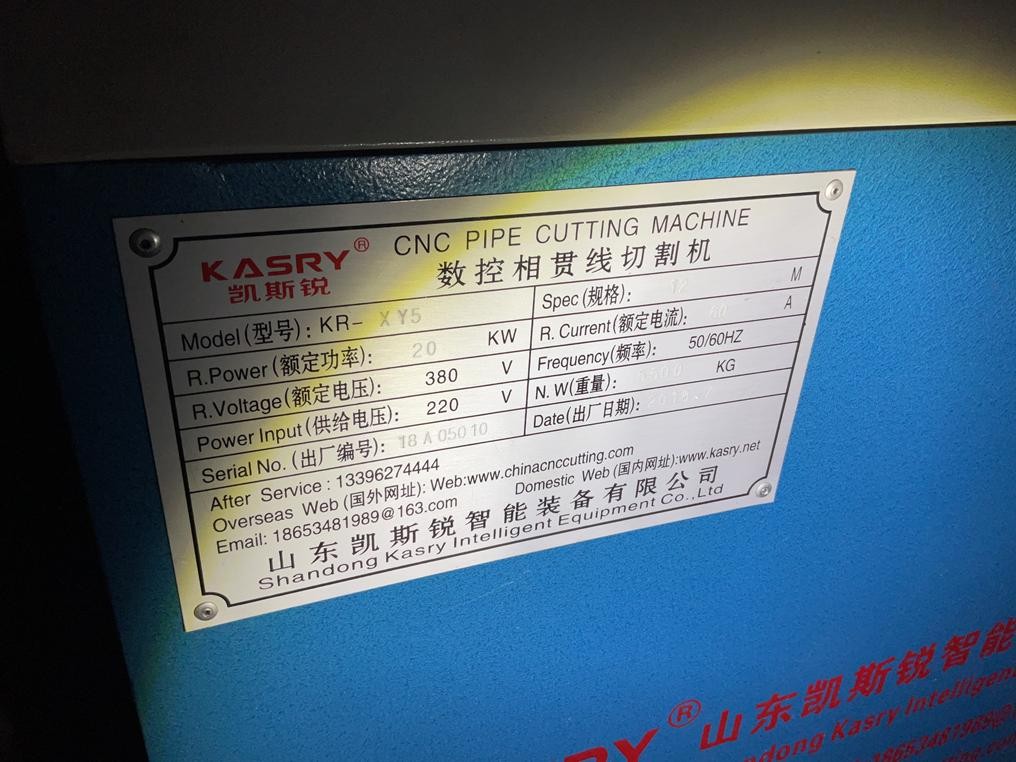 KASRY®
凯斯锐
CNC PIPE CUTTING MACHINE
数控相贯线切割机
Model(型号): KR- XY5
Spec(规格): 12 M
R.Power(额定功率): 20 KW
R. Current(额定电流): 60 A
R.Voltage(额定电压): 380 V
Frequency(频率): 50/60HZ
Power Input(供给电压): 220 V
N. W(重量): KG
Serial No. (出厂编号): 18A05010
Date(出厂日期):
After Service : 13396274444
Overseas Web (国外网址): Web:www.chinacnccutting.com
Domestic Web (国内网址):www.kasry.net
Email: 18653481989@163.com
山东凯斯锐智能装备有限公司
Shandong Kasry Intelligent Equipment Co.,Ltd
® 山东凯斯锐智能
Kasry